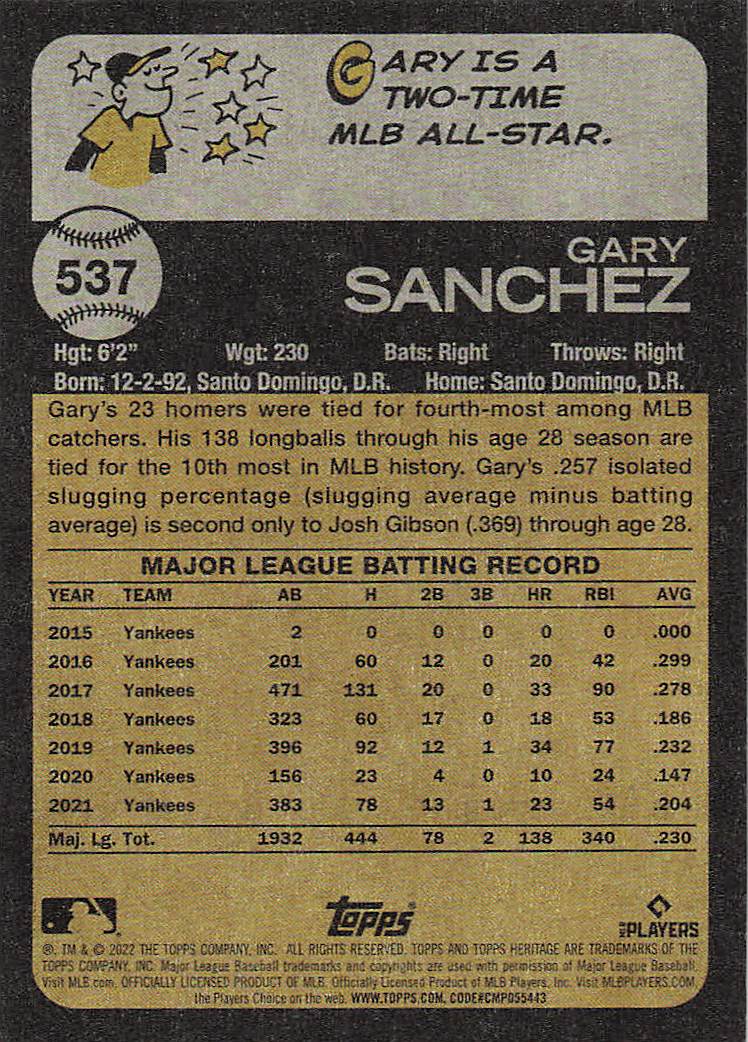 GARY IS A
TWO-TIME
MLB ALL-STAR.
537
GARY
SANCHEZ
Hgt: 6'2" Wgt: 230 Bats: Right Throws: Right
Born: 12-2-92, Santo Domingo, D.R. Home: Santo Domingo, D.R.
Gary's 23 homers were tied for fourth-most among MLB
catchers. His 138 longballs through his age 28 season are
tied for the 10th most in MLB history. Gary's .257 isolated
slugging percentage (slugging average minus batting
average) is second only to Josh Gibson (.369) through age 28.
MAJOR LEAGUE BATTING RECORD
YEAR TEAM AB H 2B 3B HR RBI AVG
2015 Yankees 2 0 0 0 0 0 .000
2016 Yankees 201 60 12 0 20 42 .299
2017 Yankees 471 131 20 0 33 90 .278
2018 Yankees 323 60 17 0 18 53 .186
2019 Yankees 396 92 12 1 34 77 .232
2020 Yankees 156 23 4 0 10 24 .147
2021 Yankees 383 78 13 1 23 54 .204
Maj. Lg. Tot. 1932 444 78 2 138 340 .230
Topps®
MLB PLAYERS
®, TM & © 2022 THE TOPPS COMPANY, INC. ALL RIGHTS RESERVED. TOPPS AND TOPPS HERITAGE ARE TRADEMARKS OF THE
TOPPS COMPANY, INC. Major League Baseball trademarks and copyrights are used with permission of Major League Baseball.
Visit MLB.com. OFFICIALLY LICENSED PRODUCT OF MLB. Officially Licensed Product of MLB Players, Inc. Visit MLBPLAYERS.COM,
the Players Choice on the web. WWW.TOPPS.COM. CODE#CMP055443